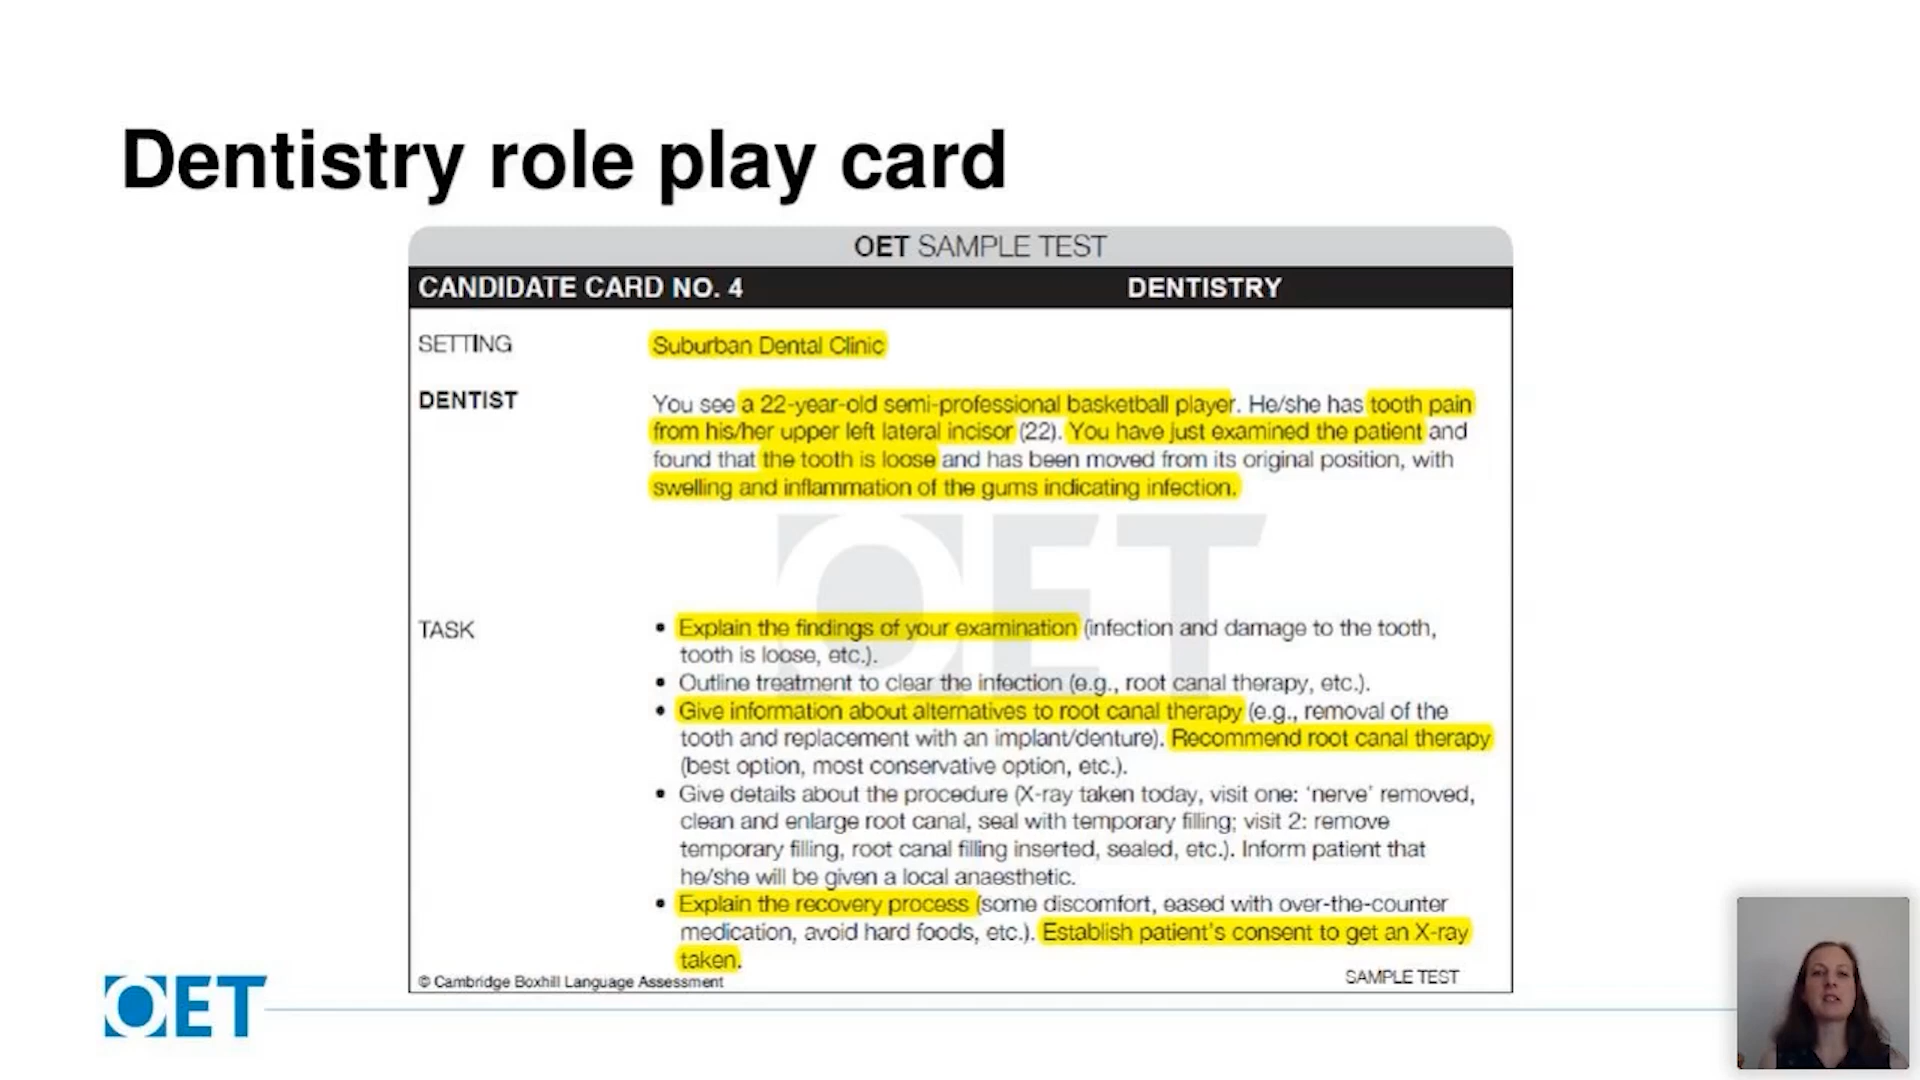 Dentistry role play card
OET SAMPLE TEST
CANDIDATE CARD NO. 4 DENTISTRY
SETTING Suburban Dental Clinic
DENTIST You see a 22-year-old semi-professional basketball player. He/she has tooth pain
from his/her upper left lateral incisor (22). You have just examined the patient and
found that the tooth is loose and has been moved from its original position, with
swelling and inflammation of the gums indicating infection.
OET
TASK • Explain the findings of your examination (infection and damage to the tooth,
tooth is loose, etc.).
• Outline treatment to clear the infection (e.g., root canal therapy, etc.).
• Give information about alternatives to root canal therapy (e.g., removal of the
tooth and replacement with an implant/denture). Recommend root canal therapy
(best option, most conservative option, etc.).
• Give details about the procedure (X-ray taken today, visit one: ‘nerve’ removed,
clean and enlarge root canal, seal with temporary filling; visit 2: remove
temporary filling, root canal filling inserted, sealed, etc.). Inform patient that
he/she will be given a local anaesthetic.
• Explain the recovery process (some discomfort, eased with over-the-counter
medication, avoid hard foods, etc.). Establish patient’s consent to get an X-ray
taken.
© Cambridge Boxhill Language Assessment SAMPLE TEST
OET